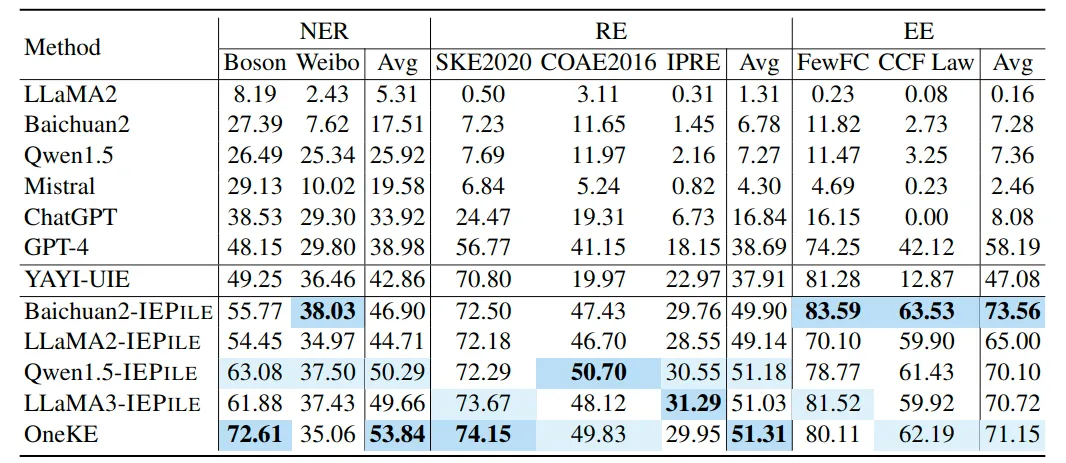 Method NER RE EE
Boson Weibo Avg SKE2020 COAE2016 IPRE Avg FewFC CCF Law Avg
LLaMA2 8.19 2.43 5.31 0.50 3.11 0.31 1.31 0.23 0.08 0.16
Baichuan2 27.39 7.62 17.51 7.23 11.65 1.45 6.78 11.82 2.73 7.28
Qwen1.5 26.49 25.34 25.92 7.69 11.97 2.16 7.27 11.47 3.25 7.36
Mistral 29.13 10.02 19.58 6.84 5.24 0.82 4.30 4.69 0.23 2.46
ChatGPT 38.53 29.30 33.92 24.47 19.31 6.73 16.84 16.15 0.00 8.08
GPT-4 48.15 29.80 38.98 56.77 41.15 18.15 38.69 74.25 42.12 58.19
YAYI-UIE 49.25 36.46 42.86 70.80 19.97 22.97 37.91 81.28 12.87 47.08
Baichuan2-IEPILE 55.77 38.03 46.90 72.50 47.43 29.76 49.90 83.59 63.53 73.56
LLaMA2-IEPILE 54.45 34.97 44.71 72.18 46.70 28.55 49.14 70.10 59.90 65.00
Qwen1.5-IEPILE 63.08 37.50 50.29 72.29 50.70 30.55 51.18 78.77 61.43 70.10
LLaMA3-IEPILE 61.88 37.43 49.66 73.67 48.12 31.29 51.03 81.52 59.92 70.72
OneKE 72.61 35.06 53.84 74.15 49.83 29.95 51.31 80.11 62.19 71.15